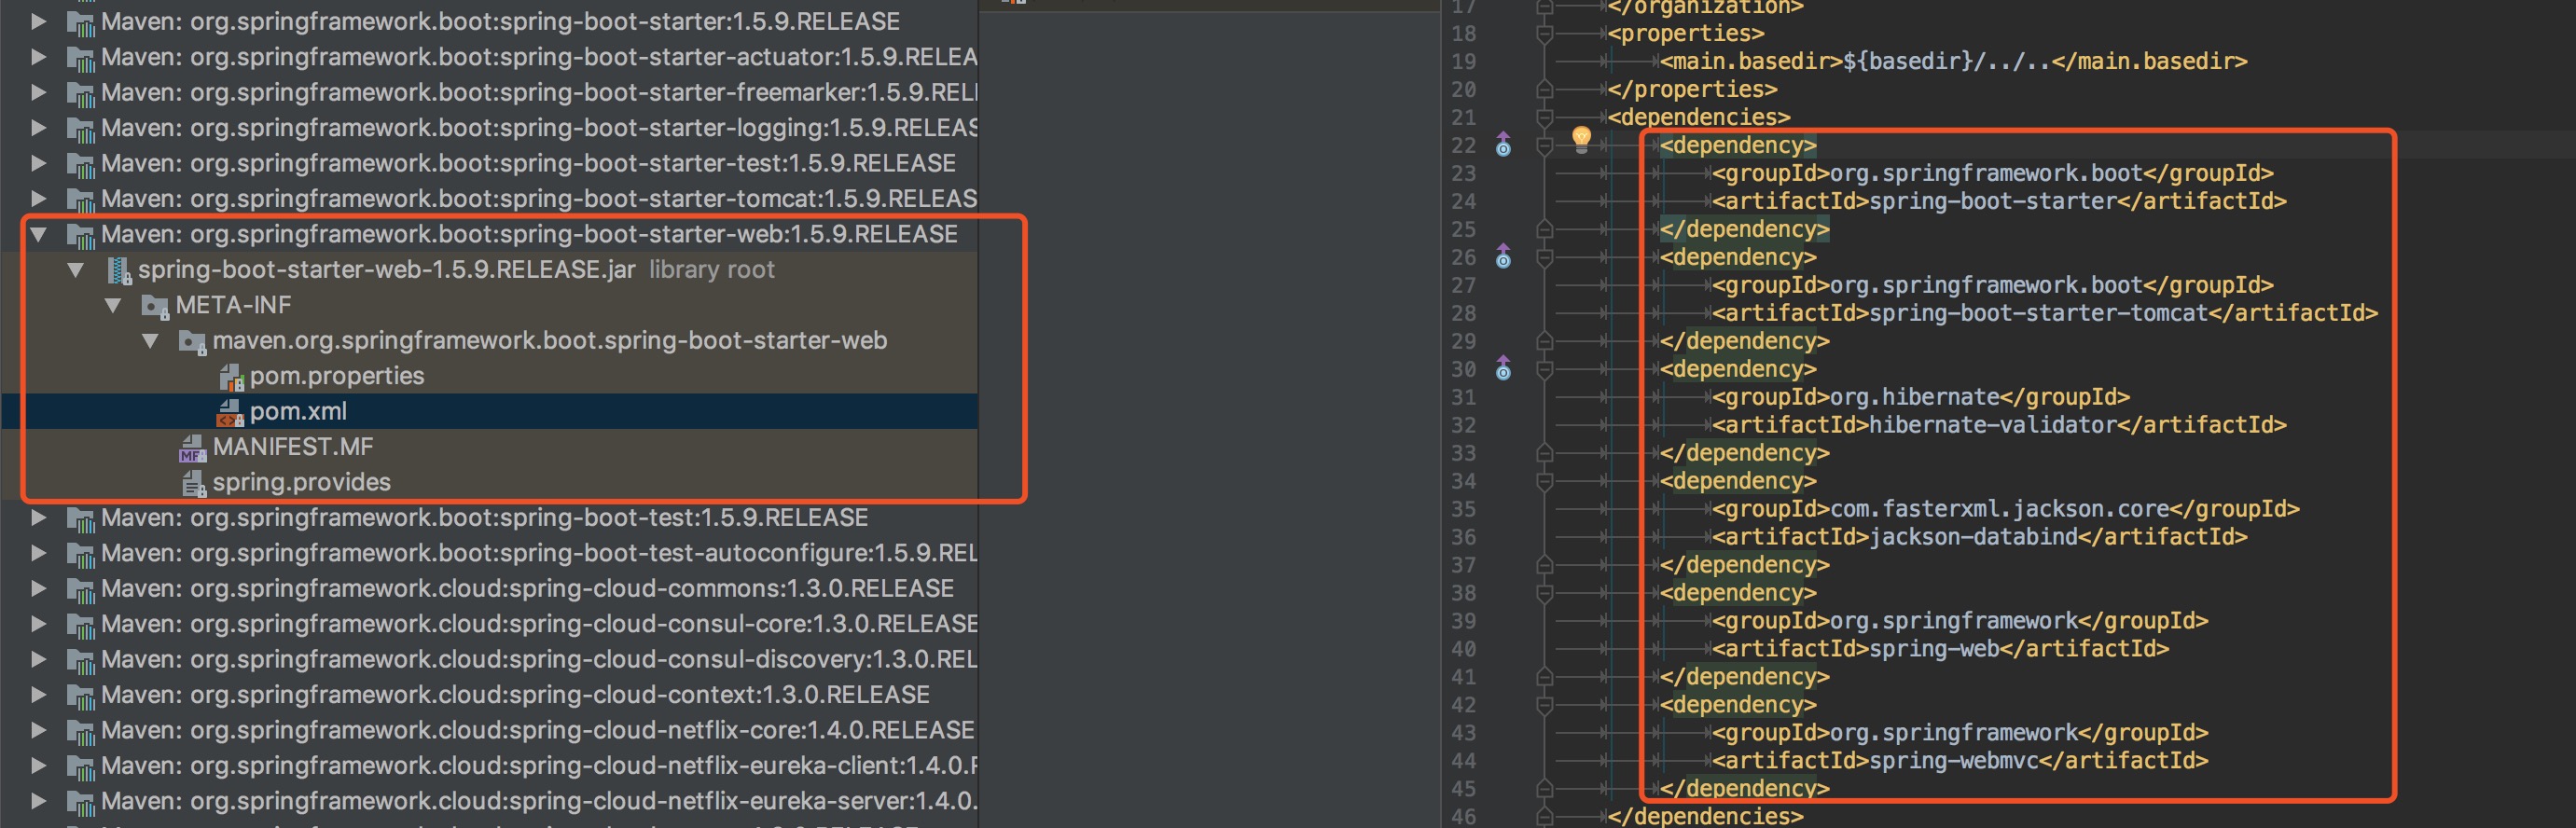 Maven: org.springframework.boot:spring-boot-starter:1.5.9.RELEASE
Maven: org.springframework.boot:spring-boot-starter-actuator:1.5.9.RELEA
Maven: org.springframework.boot:spring-boot-starter-freemarker:1.5.9.REL
Maven: org.springframework.boot:spring-boot-starter-logging:1.5.9.RELEAS
Maven: org.springframework.boot:spring-boot-starter-test:1.5.9.RELEASE
Maven: org.springframework.boot:spring-boot-starter-tomcat:1.5.9.RELEAS
Maven: org.springframework.boot:spring-boot-starter-web:1.5.9.RELEASE
spring-boot-starter-web-1.5.9.RELEASE.jar library root
META-INF
maven.org.springframework.boot.spring-boot-starter-web
pom.properties
pom.xml
MANIFEST.MF
spring.provides
Maven: org.springframework.boot:spring-boot-test:1.5.9.RELEASE
Maven: org.springframework.boot:spring-boot-test-autoconfigure:1.5.9.REL
Maven: org.springframework.cloud:spring-cloud-commons:1.3.0.RELEASE
Maven: org.springframework.cloud:spring-cloud-consul-core:1.3.0.RELEASE
Maven: org.springframework.cloud:spring-cloud-consul-discovery:1.3.0.REL
Maven: org.springframework.cloud:spring-cloud-context:1.3.0.RELEASE
Maven: org.springframework.cloud:spring-cloud-netflix-core:1.4.0.RELEASE
Maven: org.springframework.cloud:spring-cloud-netflix-eureka-client:1.4.0.F
Maven: org.springframework.cloud:spring-cloud-netflix-eureka-server:1.4.0.
17 </organization>
18 <properties>
19 <main.basedir>${basedir}/../..</main.basedir>
20 </properties>
21 <dependencies>
22 <dependency>
23 <groupId>org.springframework.boot</groupId>
24 <artifactId>spring-boot-starter</artifactId>
25 </dependency>
26 <dependency>
27 <groupId>org.springframework.boot</groupId>
28 <artifactId>spring-boot-starter-tomcat</artifactId>
29 </dependency>
30 <dependency>
31 <groupId>org.hibernate</groupId>
32 <artifactId>hibernate-validator</artifactId>
33 </dependency>
34 <dependency>
35 <groupId>com.fasterxml.jackson.core</groupId>
36 <artifactId>jackson-databind</artifactId>
37 </dependency>
38 <dependency>
39 <groupId>org.springframework</groupId>
40 <artifactId>spring-web</artifactId>
41 </dependency>
42 <dependency>
43 <groupId>org.springframework</groupId>
44 <artifactId>spring-webmvc</artifactId>
45 </dependency>
46 </dependencies>